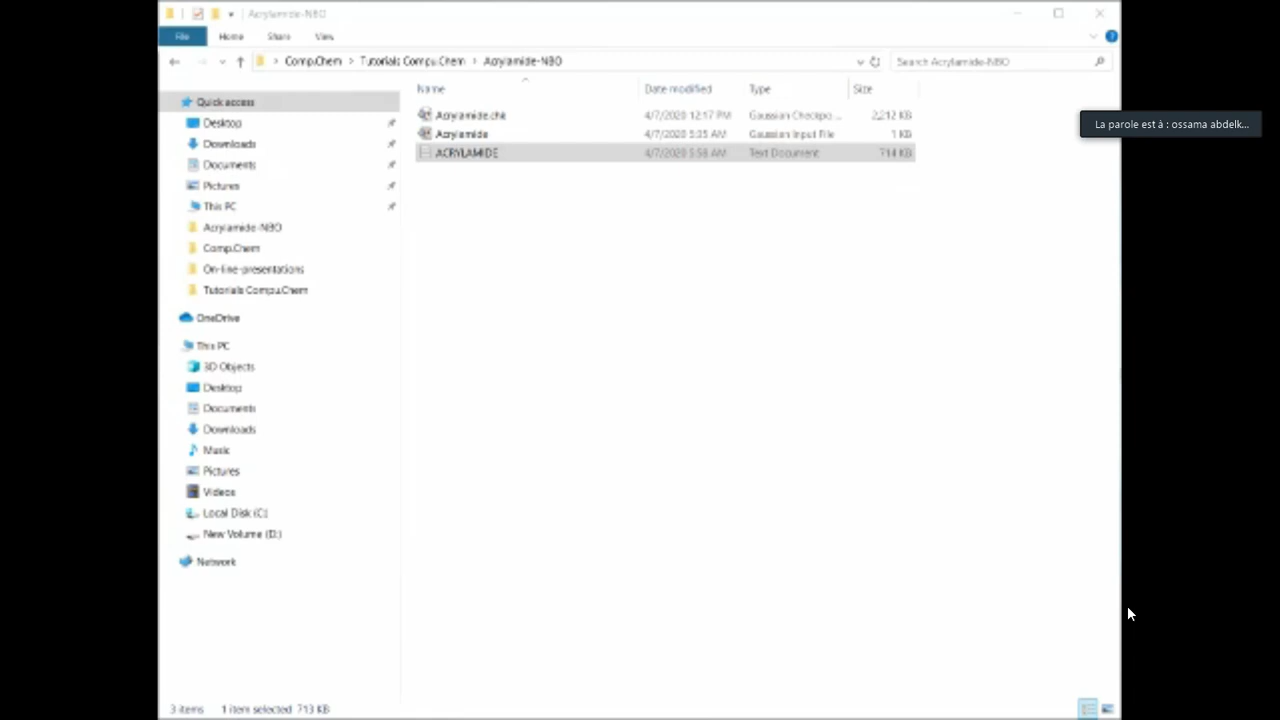 Acrylamide-NBO
File Home Share View
Comp.Chem > Tutorials Compu.Chem > Acrylamide-NBO
Search Acrylamide-NBO
Name Date modified Type Size
Acrylamide.chk 4/7/2020 12:17 PM Gaussian Checkpo... 2,212 KB
Acrylamide 4/7/2020 5:35 AM Gaussian Input File 1 KB
ACRYLAMIDE 4/7/2020 5:58 AM Text Document 714 KB
Quick access
Desktop
Downloads
Documents
Pictures
This PC
Acrylamide-NBO
Comp.Chem
On-line-presentations
Tutorials Compu.Chem
OneDrive
This PC
3D Objects
Desktop
Documents
Downloads
Music
Pictures
Videos
Local Disk (C:)
New Volume (D:)
Network
3 items 1 item selected 713 KB
La parole est à : ossama abdelk...